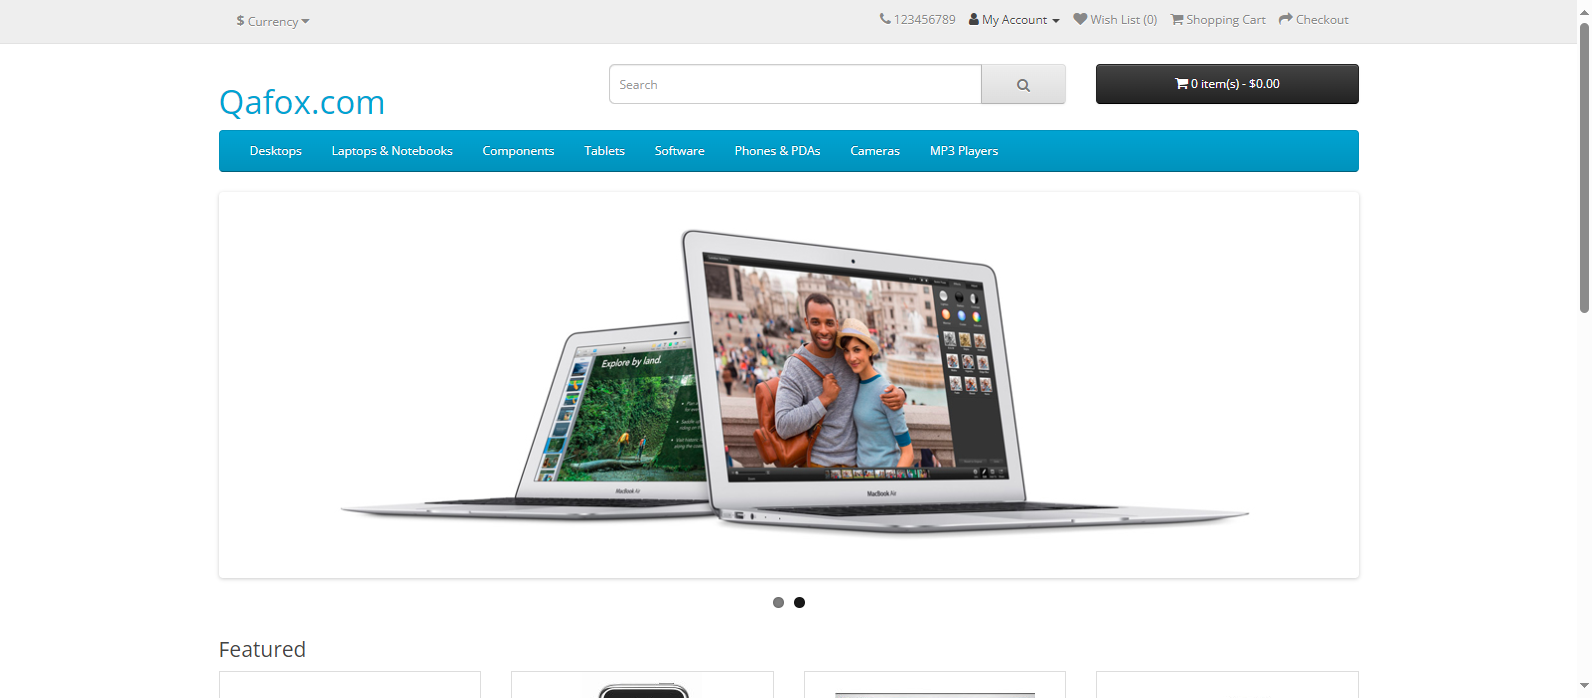 $ Currency
123456789 My Account Wish List (0) Shopping Cart Checkout
Qafox.com
Search
0 item(s) - $0.00
Desktops Laptops & Notebooks Components Tablets Software Phones & PDAs Cameras MP3 Players
Explore by land.
MacBook Air
MacBook Air
Featured